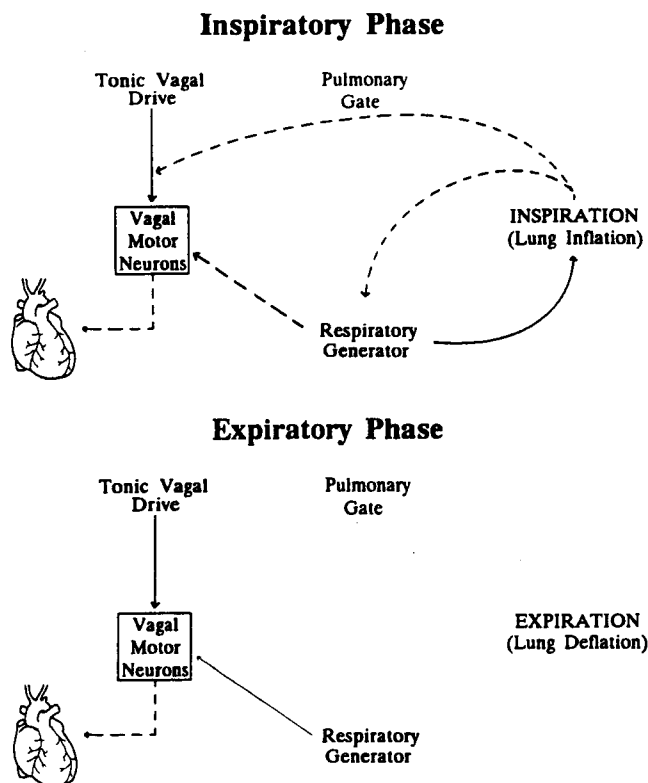 Inspiratory Phase
Tonic Vagal
Drive
Pulmonary
Gate
Vagal
Motor
Neurons
INSPIRATION
(Lung Inflation)
Respiratory
Generator
Expiratory Phase
Tonic Vagal
Drive
Pulmonary
Gate
Vagal
Motor
Neurons
EXPIRATION
(Lung Deflation)
Respiratory
Generator